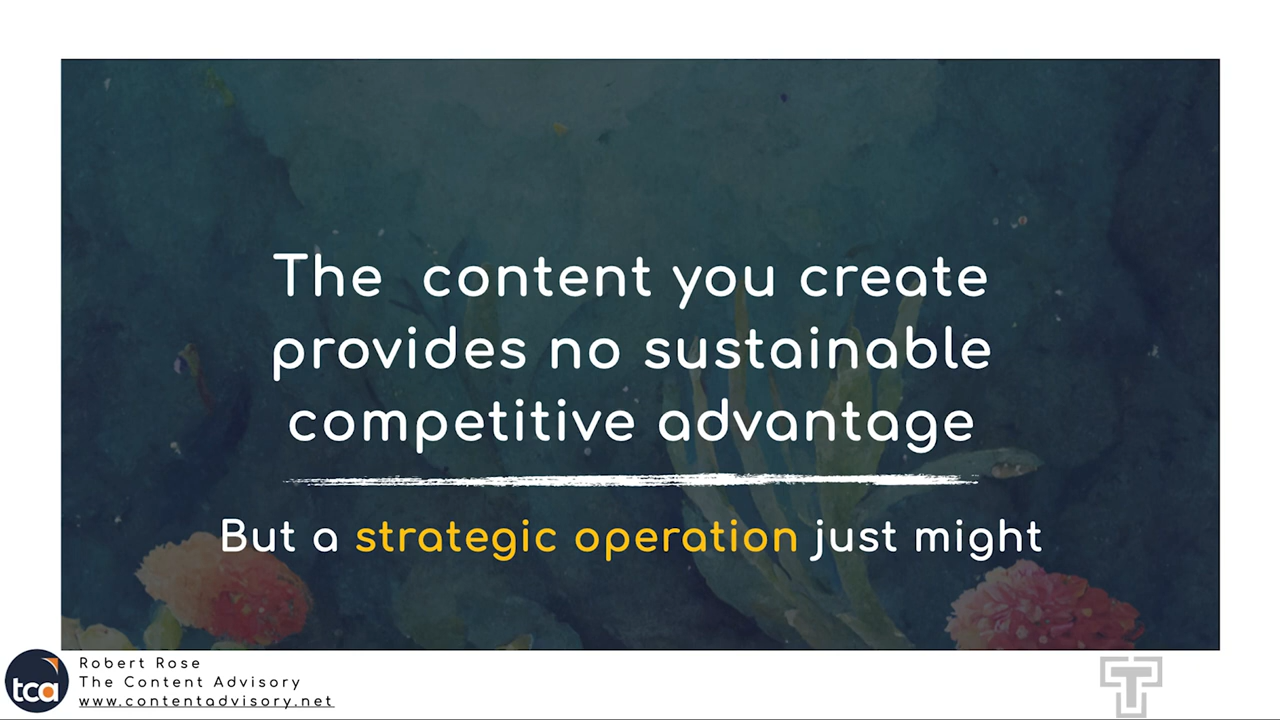 The content you create
provides no sustainable
competitive advantage
But a strategic operation just might
tca
Robert Rose
The Content Advisory
www.contentadvisory.net
T